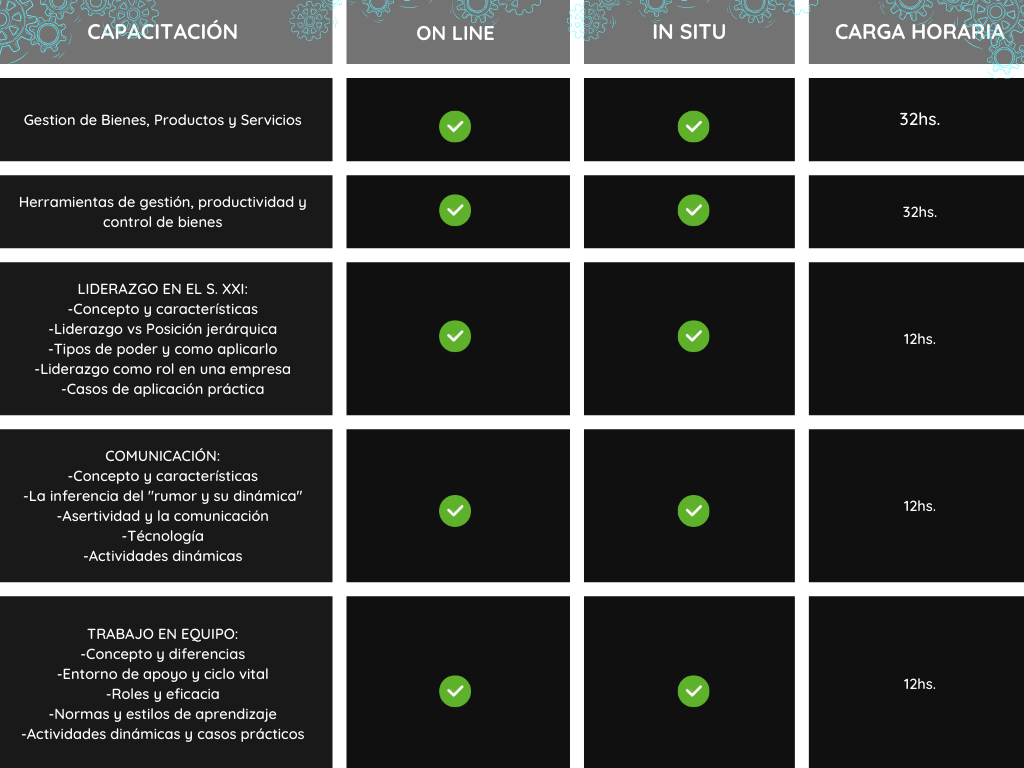 CAPACITACIÓN
ON LINE
IN SITU
CARGA HORARIA
Gestion de Bienes, Productos y Servicios
32hs.
Herramientas de gestión, productividad y
control de bienes
32hs.
LIDERAZGO EN EL S. XXI:
-Concepto y características
-Liderazgo vs Posición jerárquica
-Tipos de poder y como aplicarlo
-Liderazgo como rol en una empresa
-Casos de aplicación práctica
12hs.
COMUNICACIÓN:
-Concepto y características
-La inferencia del "rumor y su dinámica"
-Asertividad y la comunicación
-Técnología
-Actividades dinámicas
12hs.
TRABAJO EN EQUIPO:
-Concepto y diferencias
-Entorno de apoyo y ciclo vital
-Roles y eficacia
-Normas y estilos de aprendizaje
-Actividades dinámicas y casos prácticos
12hs.